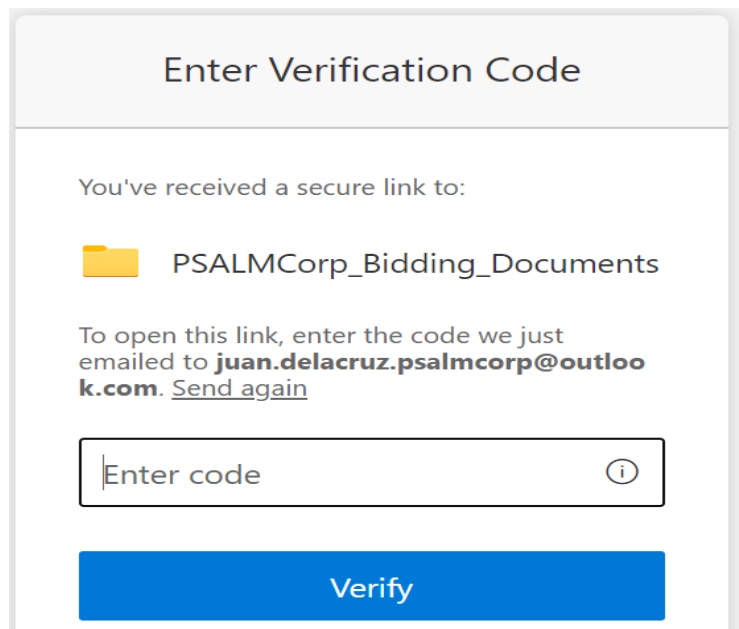 Enter Verification Code
You've received a secure link to:
PSALMCorp_Bidding_Documents
To open this link, enter the code we just
emailed to juan.delacruz.psalmcorp@outloo
k.com. Send again
Enter code
Verify